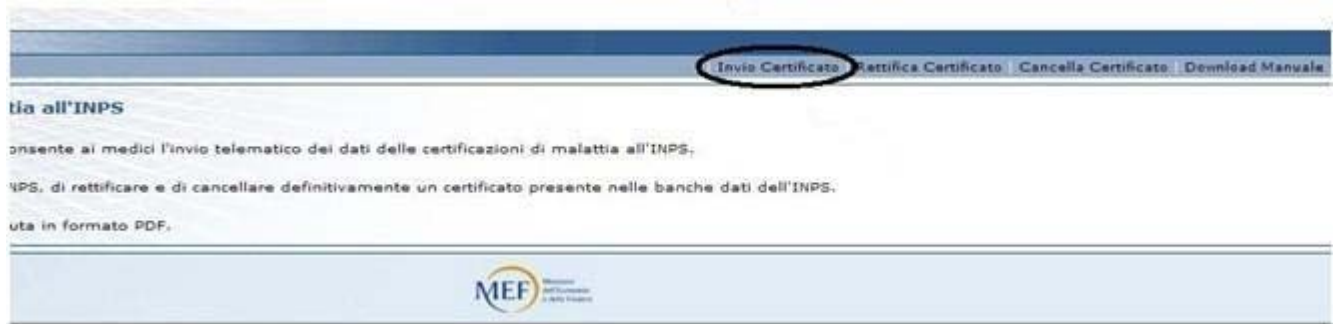 Invio Certificato Rettifica Certificato Cancella Certificato Download Manuale
tia all'INPS
onsente ai medici l'invio telematico dei dati delle certificazioni di malattia all'INPS.
NPS, di rettificare e di cancellare definitivamente un certificato presente nelle banche dati dell'INPS.
uta in formato PDF.
MEF